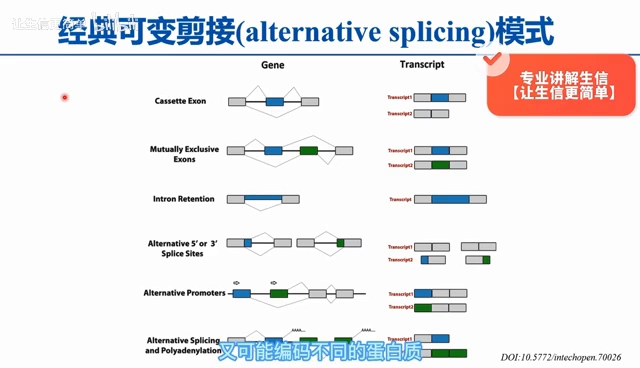 经典可变剪接(alternative splicing)模式
专业讲解生信
【让生信更简单】
Gene
Transcript
Cassette Exon
Transcript1
Transcript2
Mutually Exclusive
Exons
Transcript1
Transcript2
Intron Retention
Transcript
Alternative 5' or 3'
Splice Sites
Transcript1
Transcript2
Alternative Promoters
Transcript1
Transcript2
Alternative Splicing
and Polyadenylation
AAAA...
AAAA...
Transcript1
又可能编码不同的蛋白质
DOI:10.5772/intechopen.70026